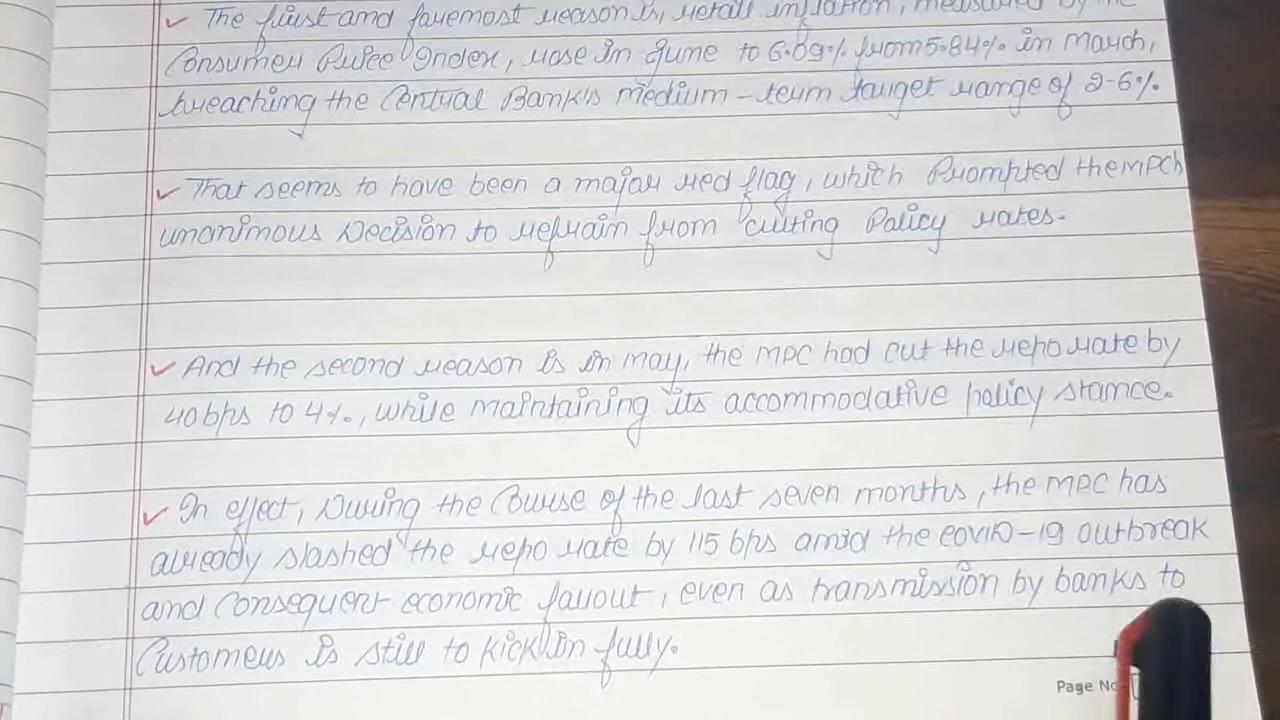 ✓ The first and foremost reason is, retail inflation, measured by the
Consumer Price Index, rose in June to 6.09% from 5.84% in march,
breaching the Central Bank's medium-term target range of 2-6%.
✓ That seems to have been a major red flag, which Prompted the MPC's
unanimous Decision to refrain from cutting Policy rates.
✓ And the second reason is in may, the MPC had cut the repo rate by
40 bps to 4%, while maintaining its accommodative policy stance.
✓ In effect, During the Course of the last seven months, the MPC has
already slashed the repo rate by 115 bps amid the COVID-19 outbreak
and Consequent economic fallout, even as transmission by banks to
Customers is still to kick in fully.
Page No